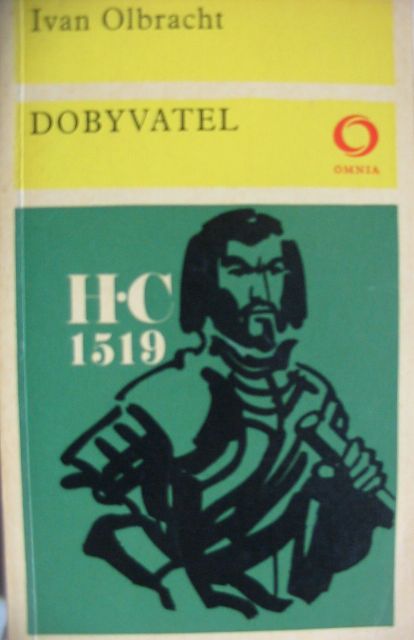 Ivan Olbracht
DOBYVATEL
OMNIA
H·C
1519